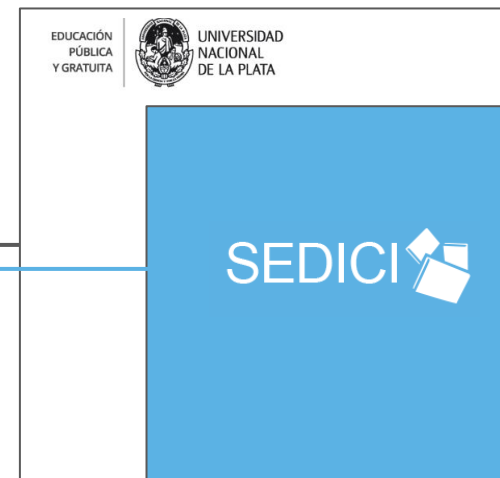 EDUCACIÓN
PÚBLICA
Y GRATUITA
UNIVERSIDAD
NACIONAL
DE LA PLATA
SEDICI